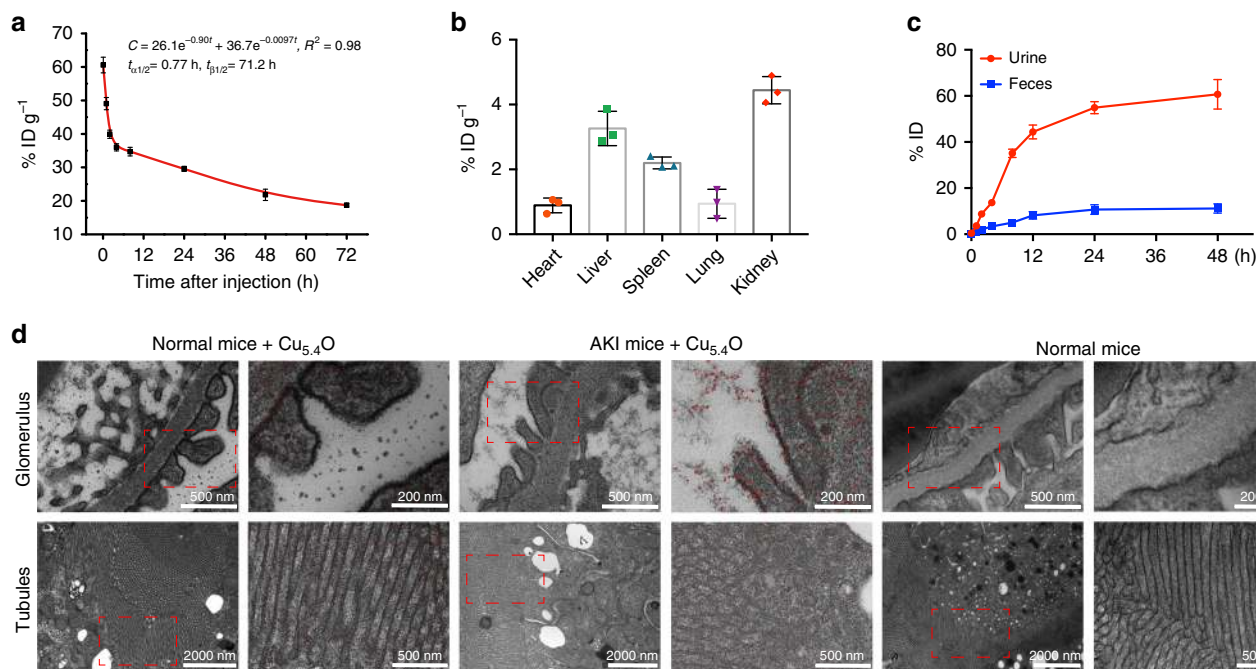 a
C = 26.1e⁻⁰·⁹⁰ᵗ + 36.7e⁻⁰·⁰⁰⁹⁷ᵗ, R² = 0.98
tα1/2 = 0.77 h, tβ1/2 = 71.2 h
% ID g⁻¹
70
60
50
40
30
20
10
0 12 24 36 48 60 72
Time after injection (h)
b
% ID g⁻¹
6
4
2
0
Heart Liver Spleen Lung Kidney
c
Urine
Feces
% ID
80
60
40
20
0
0 12 24 36 48 (h)
d
Normal mice + Cu₅.₄O AKI mice + Cu₅.₄O Normal mice
Glomerulus
500 nm 200 nm 500 nm 200 nm 500 nm 20
Tubules
2000 nm 500 nm 2000 nm 500 nm 2000 nm 50